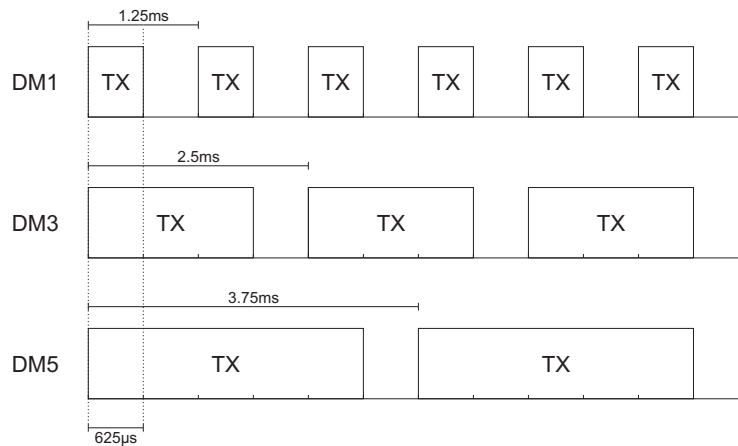 1.25ms
DM1 TX TX TX TX TX TX
2.5ms
DM3 TX TX TX
3.75ms
DM5 TX TX
625µs